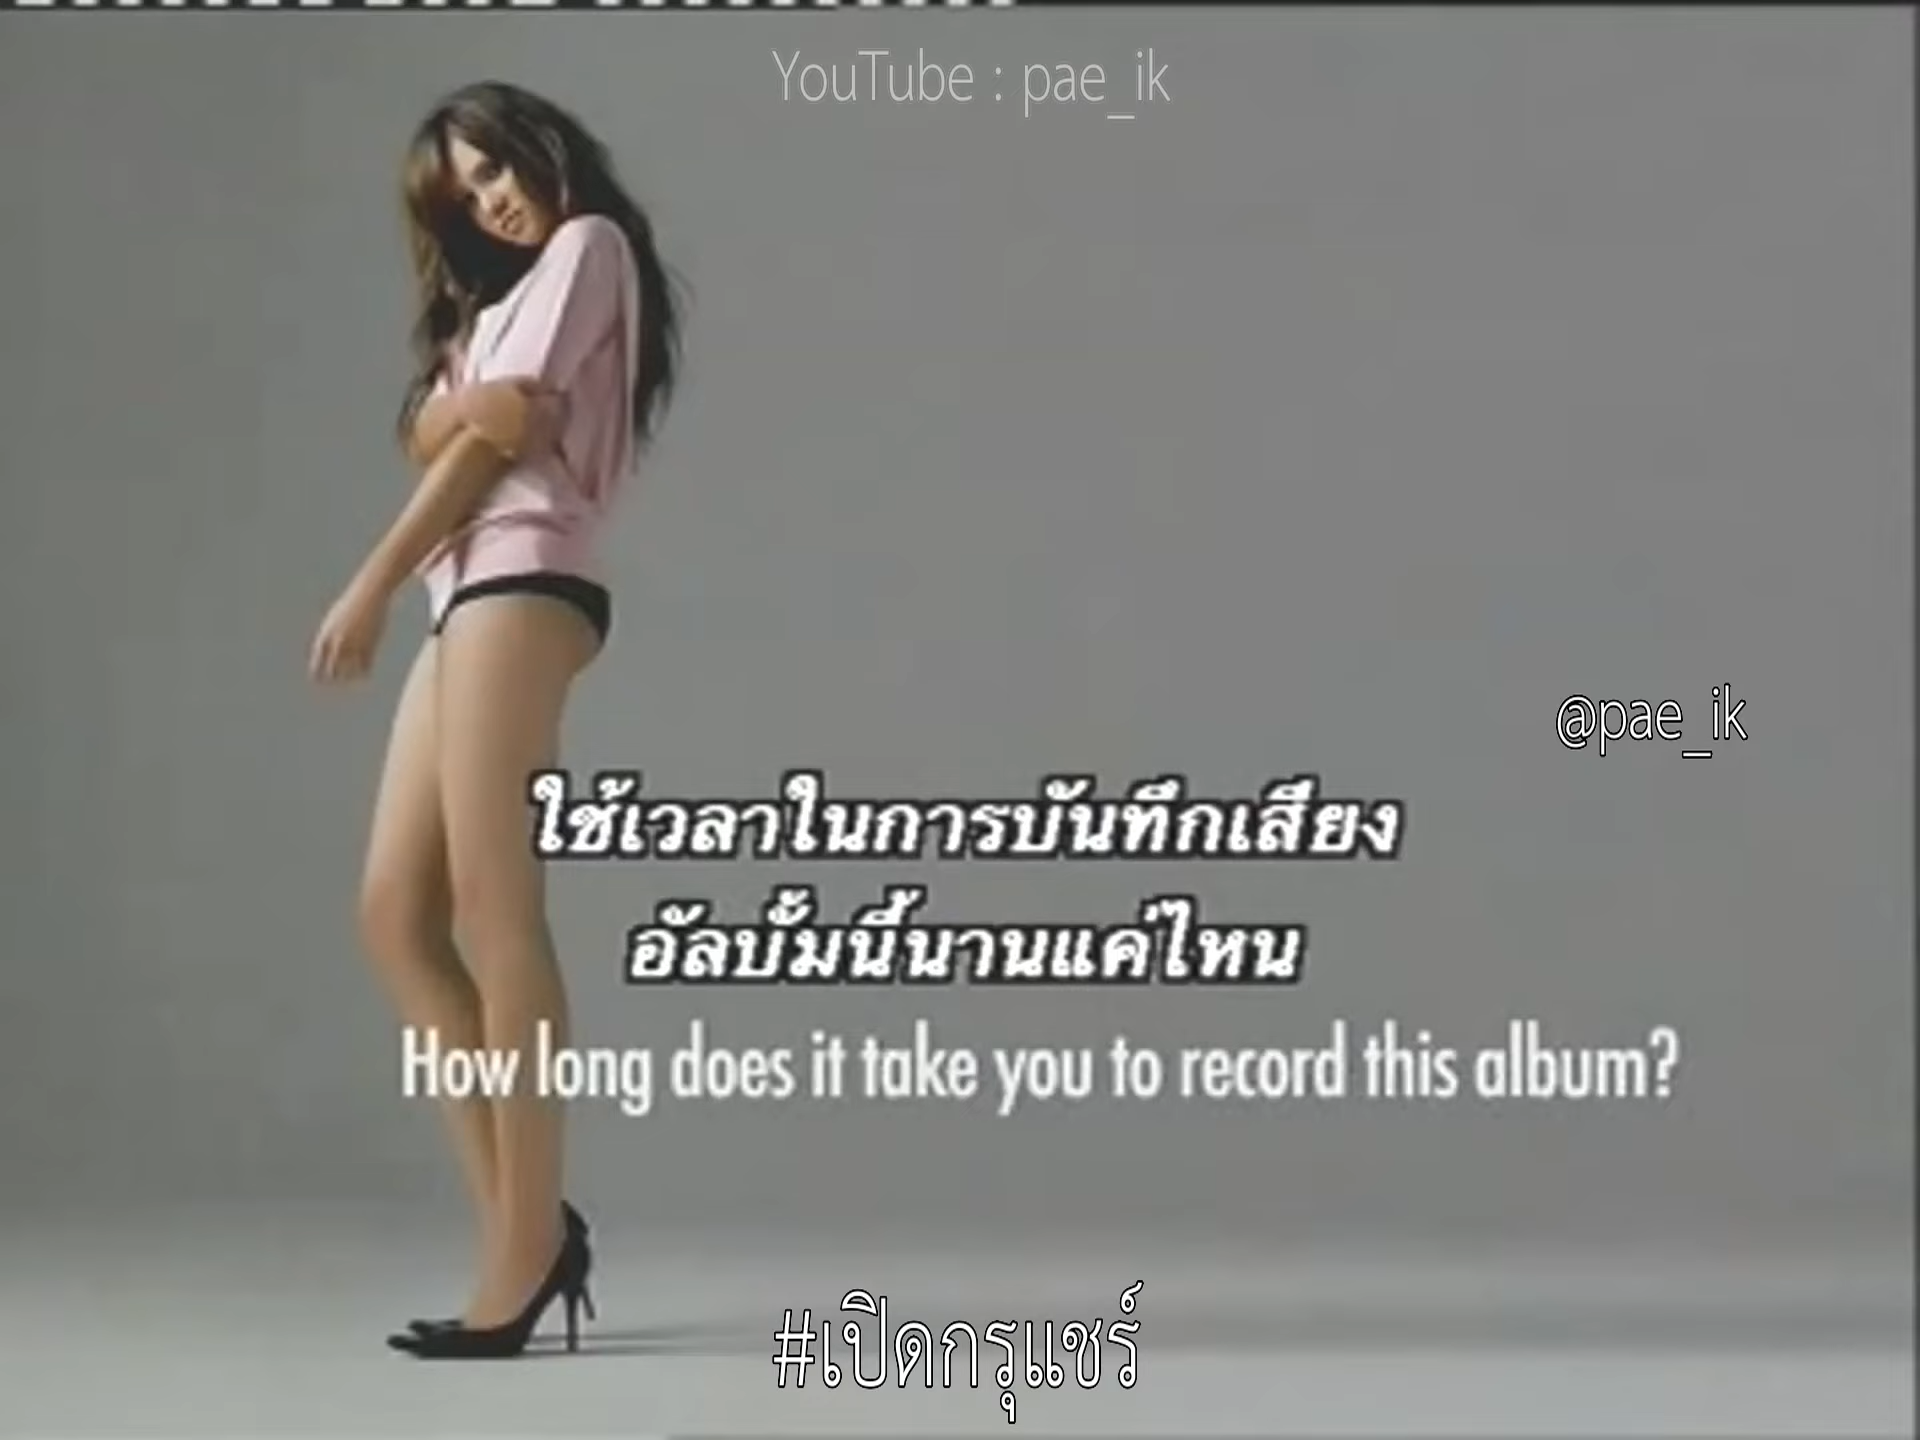 YouTube : pae_ik
@pae_ik
ใช้เวลาในการบันทึกเสียง
อัลบั้มนี้นานแค่ไหน
How long does it take you to record this album?
#เปิดกรุแชร์